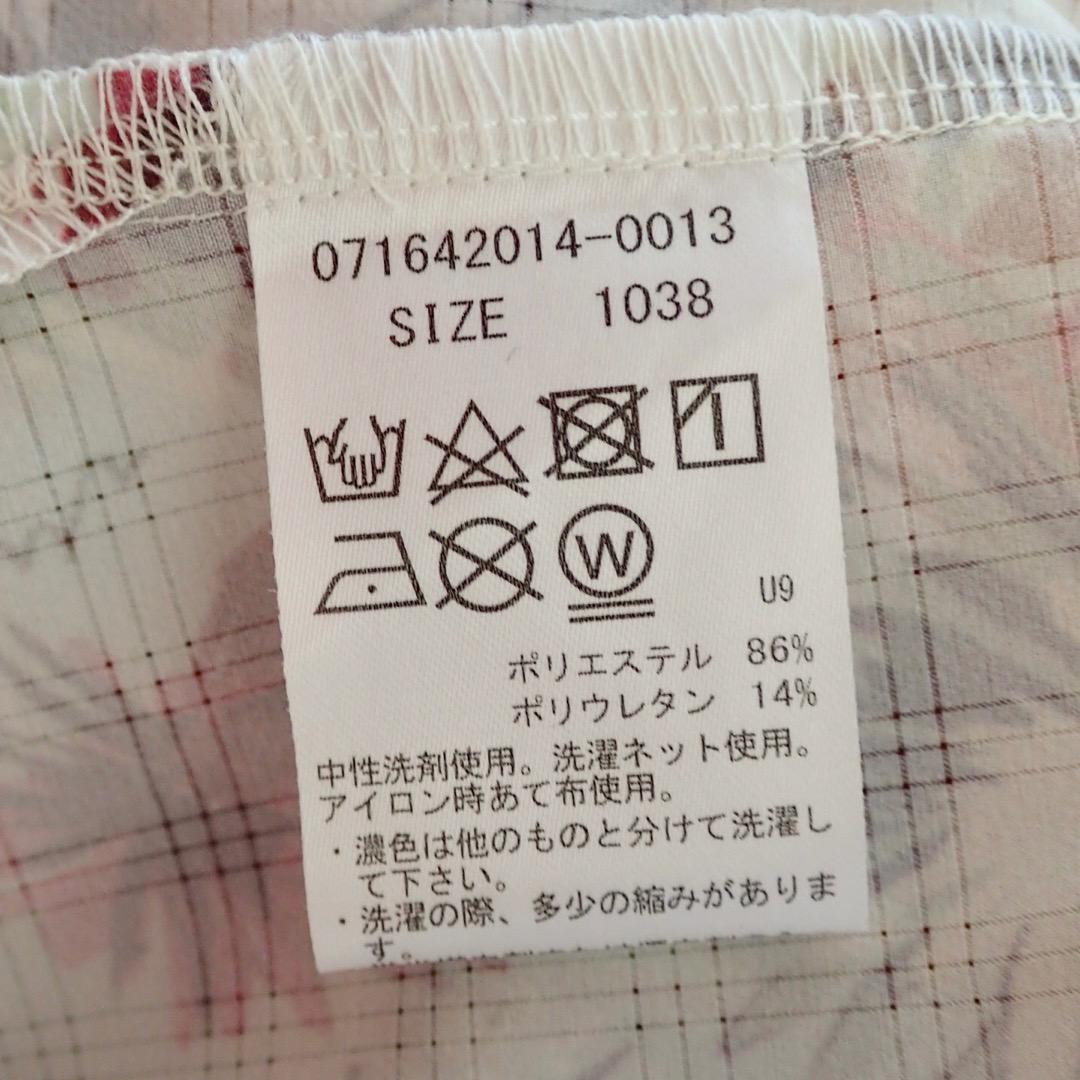 071642014-0013
SIZE 1038
W
U9
ポリエステル 86%
ポリウレタン 14%
中性洗剤使用。洗濯ネット使用。
アイロン時あて布使用。
・濃色は他のものと分けて洗濯し
て下さい。
・洗濯の際、多少の縮みがありま
す。